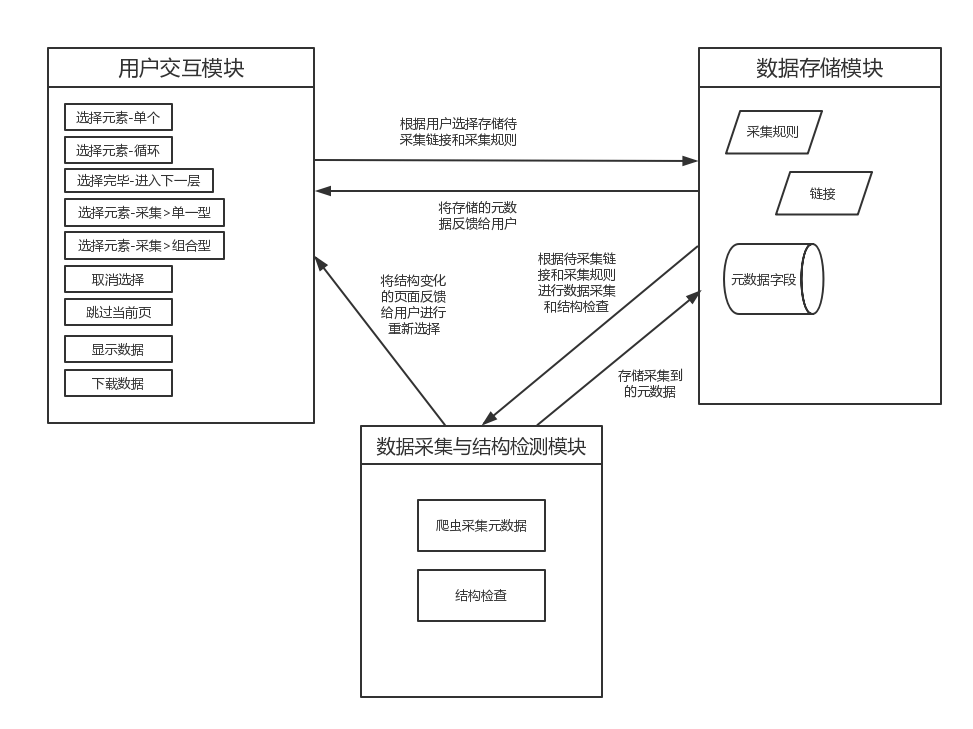 用户交互模块
选择元素-单个
选择元素-循环
选择完毕-进入下一层
选择元素-采集>单一型
选择元素-采集>组合型
取消选择
跳过当前页
显示数据
下载数据
根据用户选择存储待
采集链接和采集规则
将存储的元数
据反馈给用户
将结构变化
的页面反馈
给用户进行
重新选择
根据待采集链
接和采集规则
进行数据采集
和结构检查
存储采集到
的元数据
数据存储模块
采集规则
链接
元数据字段
数据采集与结构检测模块
爬虫采集元数据
结构检查